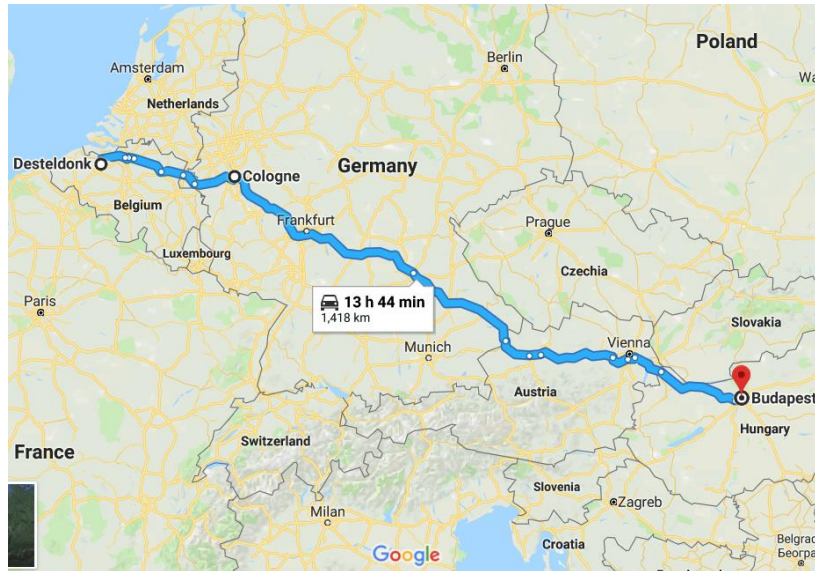 Poland
Berlin
Amsterdam
Wa
Netherlands
Desteldonk
Cologne
Germany
Belgium
Frankfurt
Prague
Luxembourg
Czechia
Paris
13 h 44 min
1,418 km
Slovakia
Vienna
Munich
Austria
Budapest
Hungary
Switzerland
France
Slovenia
Zagreb
Milan
Croatia
Belgrad
Београ
Google